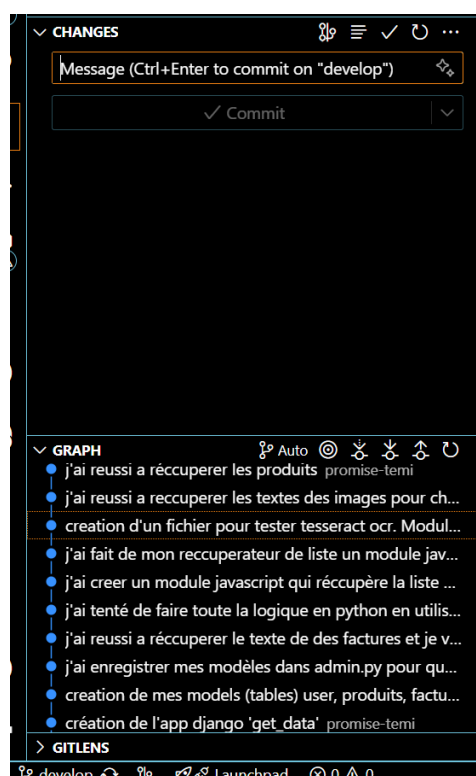 CHANGES
Message (Ctrl+Enter to commit on "develop")
Commit
GRAPH
Auto
j'ai reussi a réccuperer les produits promise-temi
j'ai reussi a reccuperer les textes des images pour ch...
creation d'un fichier pour tester tesseract ocr. Modul...
j'ai fait de mon reccuperateur de liste un module jav...
j'ai creer un module javascript qui réccupère la liste ...
j'ai tenté de faire toute la logique en python en utilis...
j'ai reussi a réccuperer le texte de des factures et je v...
j'ai enregistrer mes modèles dans admin.py pour qu...
creation de mes models (tables) user, produits, factu...
création de l'app django 'get_data' promise-temi
GITLENS
develop Launchpad 0 0